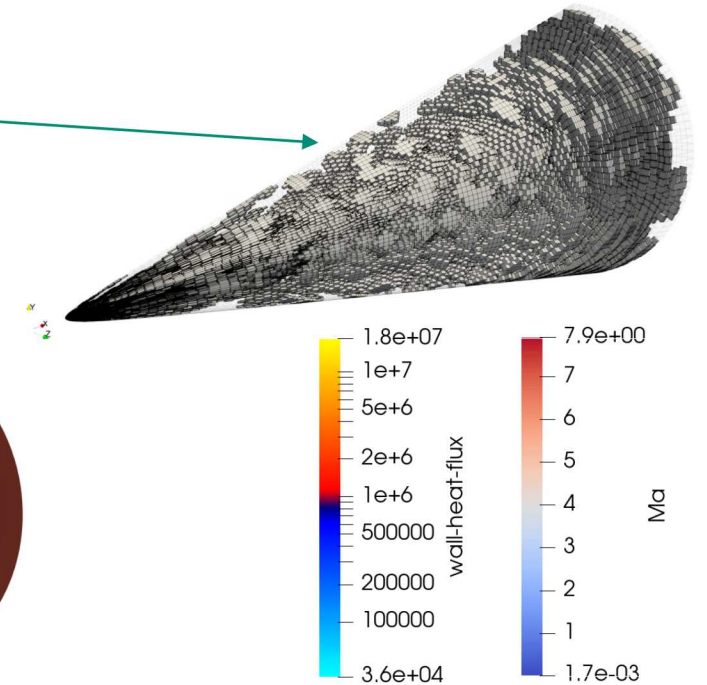 Y
X
Z
1.8e+07
1e+7
5e+6
2e+6
1e+6
500000
200000
100000
3.6e+04
wall-heat-flux
7.9e+00
7
6
5
4
3
2
1
1.7e-03
Ma